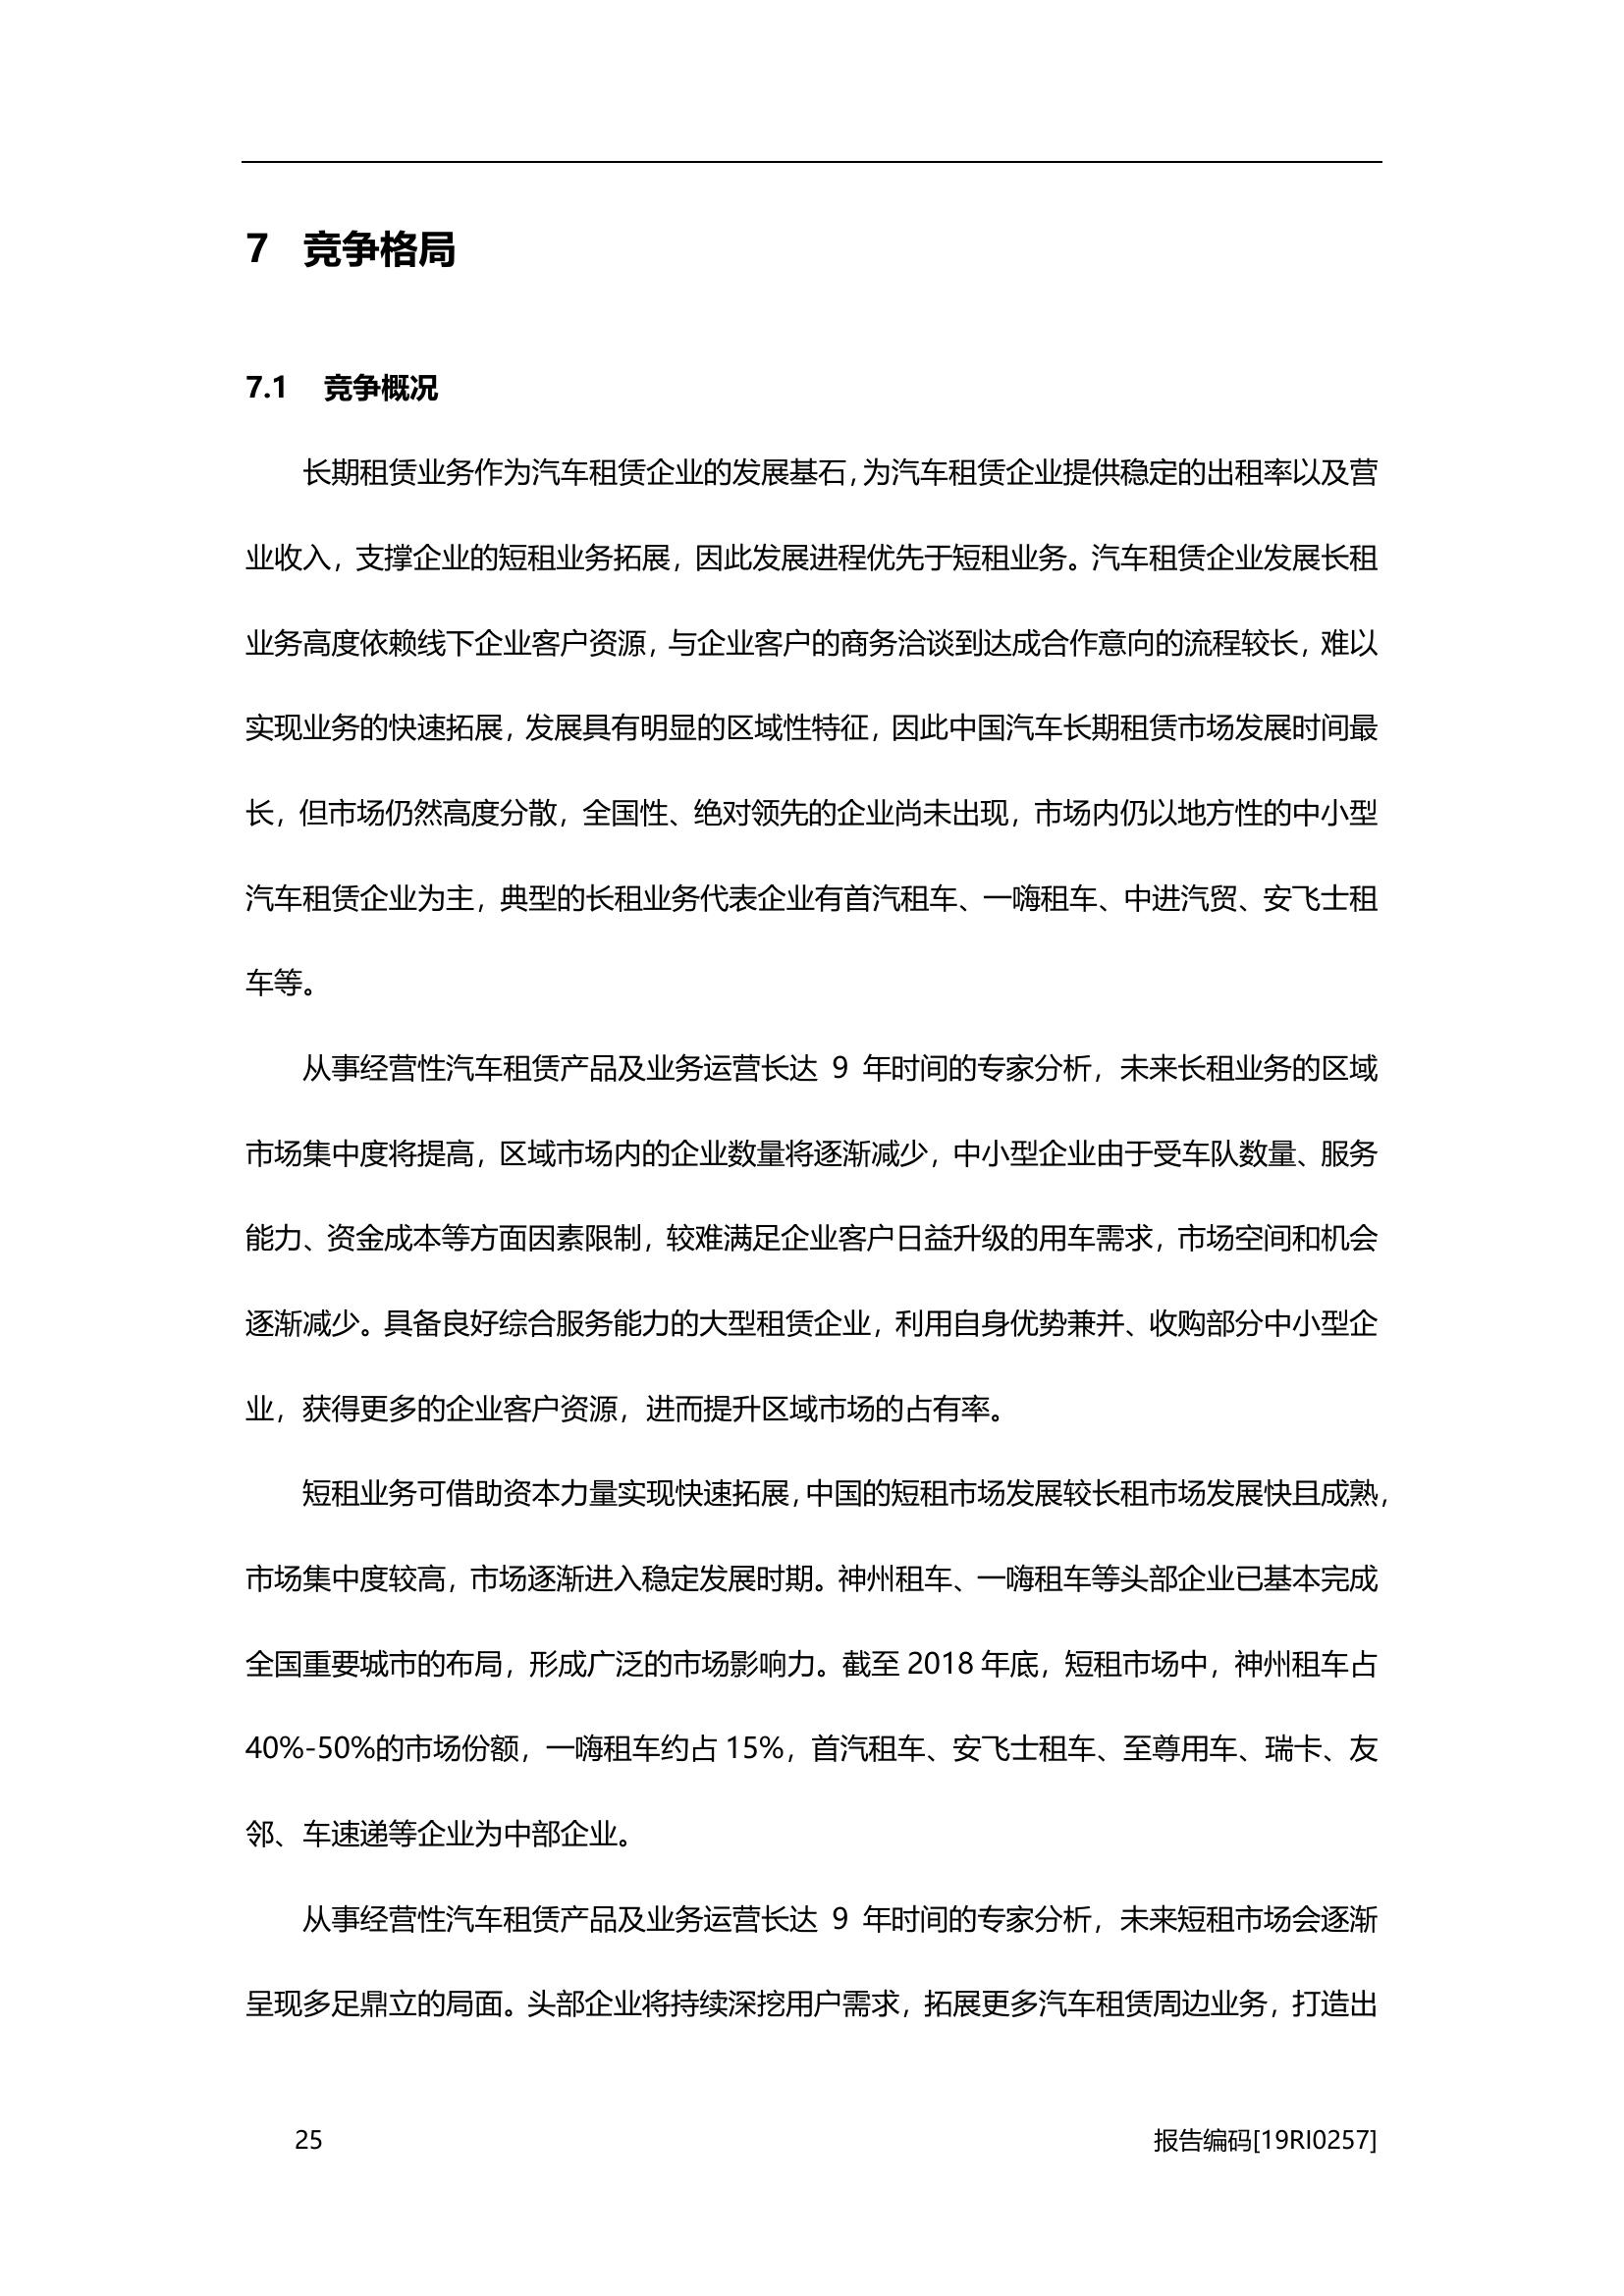 7 竞争格局
7.1 竞争概况
长期租赁业务作为汽车租赁企业的发展基石，为汽车租赁企业提供稳定的出租率以及营
业收入，支撑企业的短租业务拓展，因此发展进程优先于短租业务。汽车租赁企业发展长租
业务高度依赖线下企业客户资源，与企业客户的商务洽谈到达成合作意向的流程较长，难以
实现业务的快速拓展，发展具有明显的区域性特征，因此中国汽车长期租赁市场发展时间最
长，但市场仍然高度分散，全国性、绝对领先的企业尚未出现，市场内仍以地方性的中小型
汽车租赁企业为主，典型的长租业务代表企业有首汽租车、一嗨租车、中进汽贸、安飞士租
车等。
从事经营性汽车租赁产品及业务运营长达 9 年时间的专家分析，未来长租业务的区域
市场集中度将提高，区域市场内的企业数量将逐渐减少，中小型企业由于受车队数量、服务
能力、资金成本等方面因素限制，较难满足企业客户日益升级的用车需求，市场空间和机会
逐渐减少。具备良好综合服务能力的大型租赁企业，利用自身优势兼并、收购部分中小型企
业，获得更多的企业客户资源，进而提升区域市场的占有率。
短租业务可借助资本力量实现快速拓展，中国的短租市场发展较长租市场发展快且成熟，
市场集中度较高，市场逐渐进入稳定发展时期。神州租车、一嗨租车等头部企业已基本完成
全国重要城市的布局，形成广泛的市场影响力。截至 2018 年底，短租市场中，神州租车占
40%-50%的市场份额，一嗨租车约占 15%，首汽租车、安飞士租车、至尊用车、瑞卡、友
邻、车速递等企业为中部企业。
从事经营性汽车租赁产品及业务运营长达 9 年时间的专家分析，未来短租市场会逐渐
呈现多足鼎立的局面。头部企业将持续深挖用户需求，拓展更多汽车租赁周边业务，打造出
25 报告编码[19RI0257]